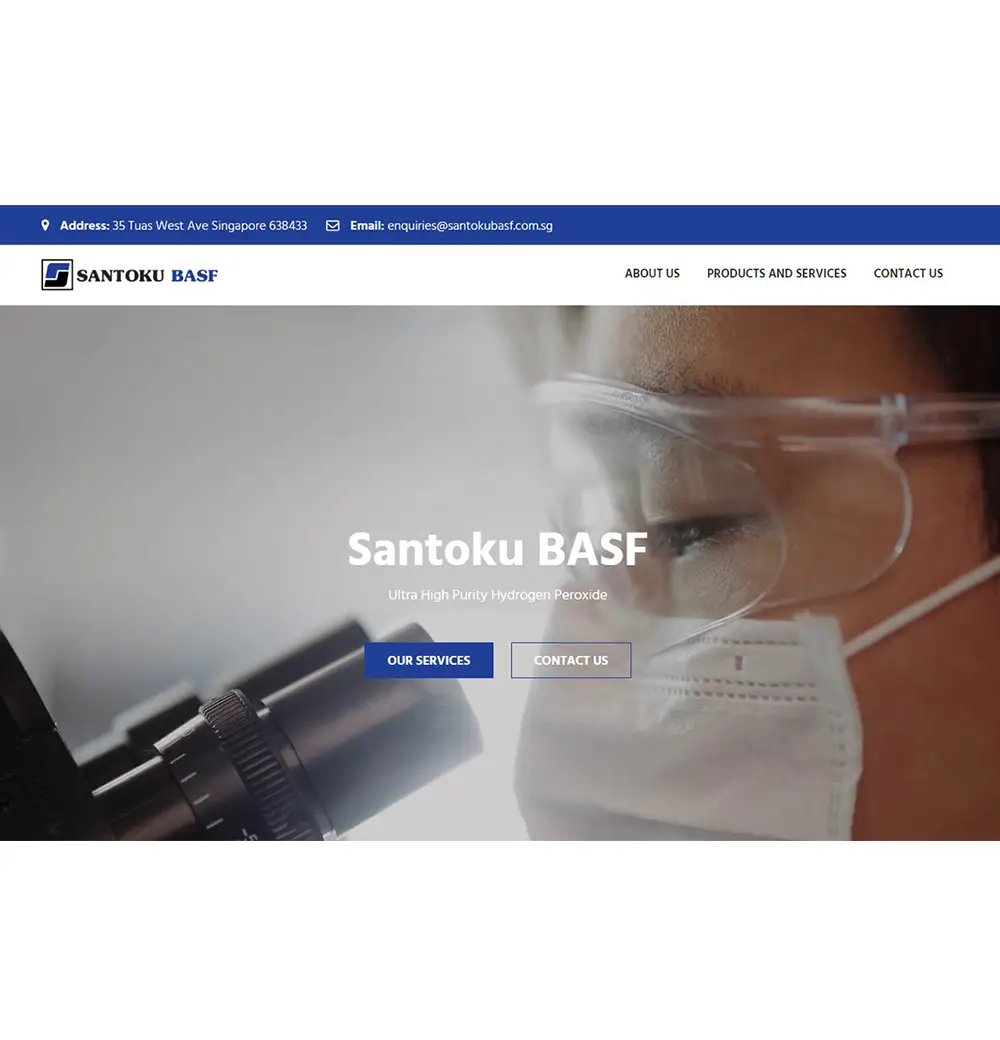 Address: 35 Tuas West Ave Singapore 638433 Email: enquiries@santokubasf.com.sg
SANTOKU BASF ABOUT US PRODUCTS AND SERVICES CONTACT US
Santoku BASF
Ultra High Purity Hydrogen Peroxide
OUR SERVICES CONTACT US